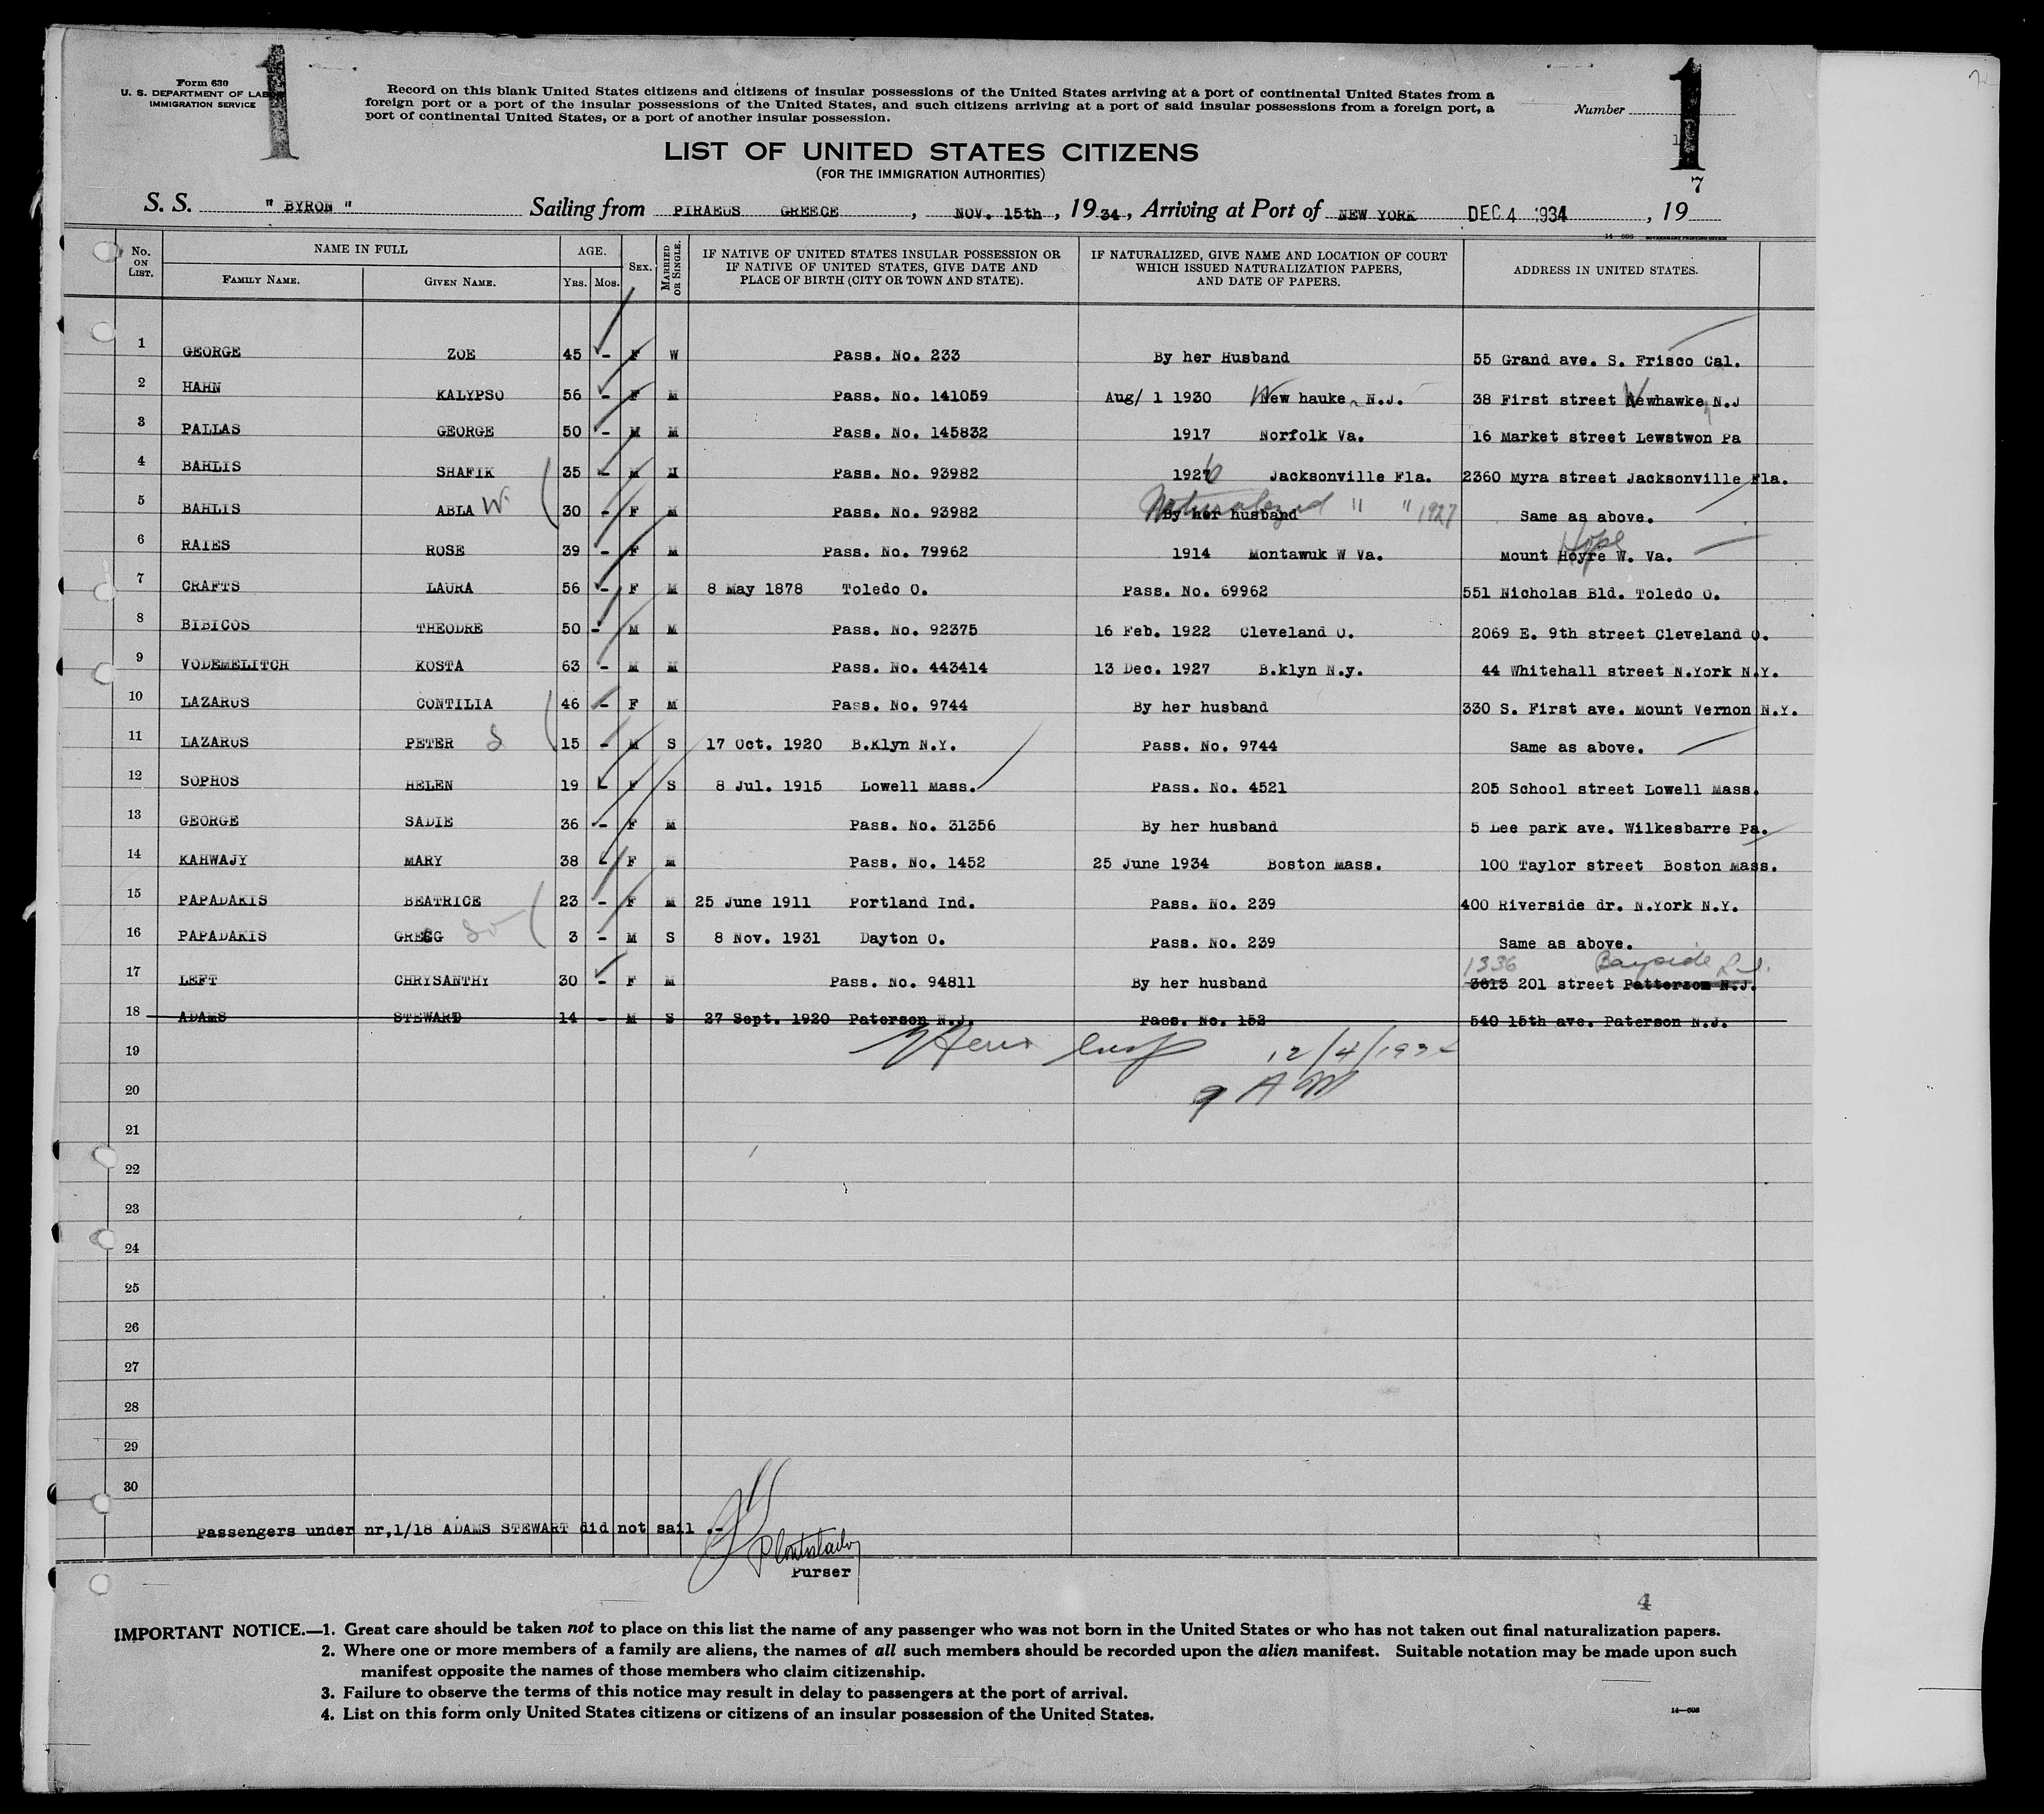 Form 630
U. S. DEPARTMENT OF LABOR
IMMIGRATION SERVICE
1
1
7
Record on this blank United States citizens and citizens of insular possessions of the United States arriving at a port of continental United States from a
foreign port or a port of the insular possessions of the United States, and such citizens arriving at a port of said insular possessions from a foreign port, a
port of continental United States, or a port of another insular possession.
Number
LIST OF UNITED STATES CITIZENS
(FOR THE IMMIGRATION AUTHORITIES)
S. S. " BYRON " Sailing from PIRAEUS GREECE , NOV. 15th , 19 34 , Arriving at Port of NEW YORK DEC 4 1934 , 19
No. ON LIST. NAME IN FULL FAMILY NAME. GIVEN NAME. AGE. YRS. MOS. SEX. MARRIED OR SINGLE. IF NATIVE OF UNITED STATES INSULAR POSSESSION OR IF NATIVE OF UNITED STATES, GIVE DATE AND PLACE OF BIRTH (CITY OR TOWN AND STATE). IF NATURALIZED, GIVE NAME AND LOCATION OF COURT WHICH ISSUED NATURALIZATION PAPERS, AND DATE OF PAPERS. ADDRESS IN UNITED STATES.
1 GEORGE ZOE 45 - F W Pass. No. 233 By her Husband 55 Grand ave. S. Frisco Cal.
2 HAHN KALYPSO 56 - F M Pass. No. 141059 Aug/ 1 1930 New hauke N.J. 38 First street Newhawke N.J
3 PALLAS GEORGE 50 - M M Pass. No. 145832 1917 Norfolk Va. 16 Market street Lewstwon Pa
4 BAHLIS SHAFIK 35 - M M Pass. No. 93982 1926 Jacksonville Fla. 2360 Myra street Jacksonville Fla.
5 BAHLIS ABLA W. 30 - F M Pass. No. 93982 By her husband Naturalized " " 1927 Same as above.
6 RAIES ROSE 39 - F M Pass. No. 79962 1914 Montawuk W Va. Mount Hoyre Hope W. Va.
7 CRAFTS LAURA 56 - F M 8 May 1878 Toledo O. Pass. No. 69962 551 Nicholas Bld. Toledo O.
8 BIBICOS THEODRE 50 - M M Pass. No. 92375 16 Feb. 1922 Cleveland O. 2069 E. 9th street Cleveland O.
9 VODEMELITCH KOSTA 63 - M M Pass. No. 443414 13 Dec. 1927 B.klyn N.y. 44 Whitehall street N.York N.Y.
10 LAZARUS CONTILIA 46 - F M Pass. No. 9744 By her husband 330 S. First ave. Mount Vernon N.Y.
11 LAZARUS PETER S 15 - M S 17 Oct. 1920 B.Klyn N.Y. Pass. No. 9744 Same as above.
12 SOPHOS HELEN 19 - F S 8 Jul. 1915 Lowell Mass. Pass. No. 4521 205 School street Lowell Mass.
13 GEORGE SADIE 36 - F M Pass. No. 31356 By her husband 5 Lee park ave. Wilkesbarre Pa.
14 KAHWAJY MARY 38 - F M Pass. No. 1452 25 June 1934 Boston Mass. 100 Taylor street Boston Mass.
15 PAPADAKIS BEATRICE 23 - F M 25 June 1911 Portland Ind. Pass. No. 239 400 Riverside dr. N.York N.Y.
16 PAPADAKIS GREGG So 3 - M S 8 Nov. 1931 Dayton O. Pass. No. 239 Same as above.
1336 Bayside L.I.
17 LEFT CHRYSANTHY 30 - F M Pass. No. 94811 By her husband 3613 201 street Patterson N.J.
18 ADAMS STEWARD 14 - M S 27 Sept. 1920 Paterson N.J. Pass. No. 152 540 15th ave. Paterson N.J.
19 12/4/1934
20 9 AM
21
22
23
24
25
26
27
28
29
30
Passengers under nr,1/18 ADAMS STEWART did not sail .-
Purser
4
IMPORTANT NOTICE.—1. Great care should be taken not to place on this list the name of any passenger who was not born in the United States or who has not taken out final naturalization papers.
2. Where one or more members of a family are aliens, the names of all such members should be recorded upon the alien manifest. Suitable notation may be made upon such
manifest opposite the names of those members who claim citizenship.
3. Failure to observe the terms of this notice may result in delay to passengers at the port of arrival.
4. List on this form only United States citizens or citizens of an insular possession of the United States.
14—698